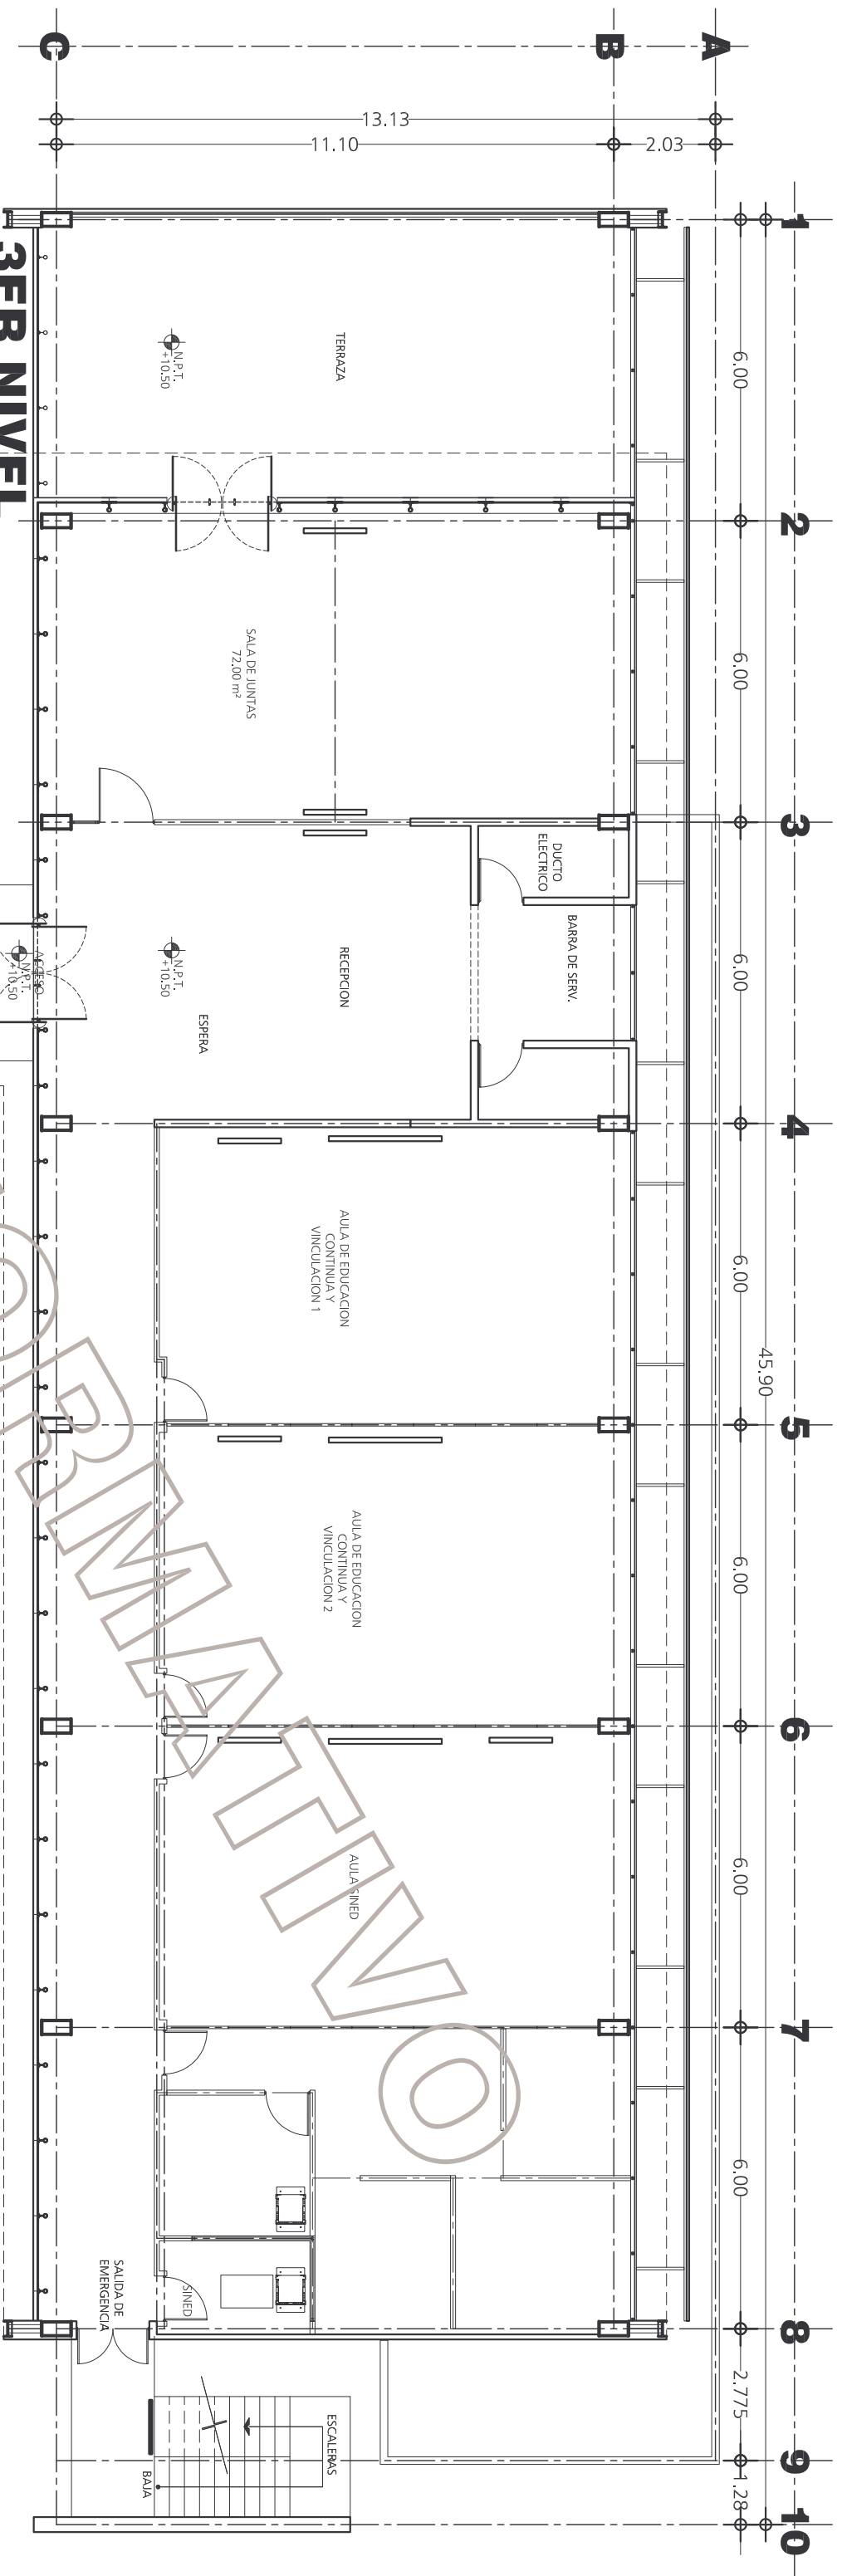 C
B
A
13.13
11.10
2.03
1
2
3
4
5
6
7
8
9
10
6.00
6.00
6.00
6.00
6.00
6.00
6.00
2.775
1.28
45.90
3ER NIVEL
TERRAZA
N.P.T.
+10.50
SALA DE JUNTAS
72.00 m²
DUCTO
ELECTRICO
BARRA DE SERV.
RECEPCION
N.P.T.
+10.50
ESPERA
ACCESO
N.P.T.
+10.50
AULA DE EDUCACION
CONTINUA Y
VINCULACION 1
AULA DE EDUCACION
CONTINUA Y
VINCULACION 2
AULA SINED
SINED
SALIDA DE
EMERGENCIA
ESCALERAS
BAJA
ORMATIVO